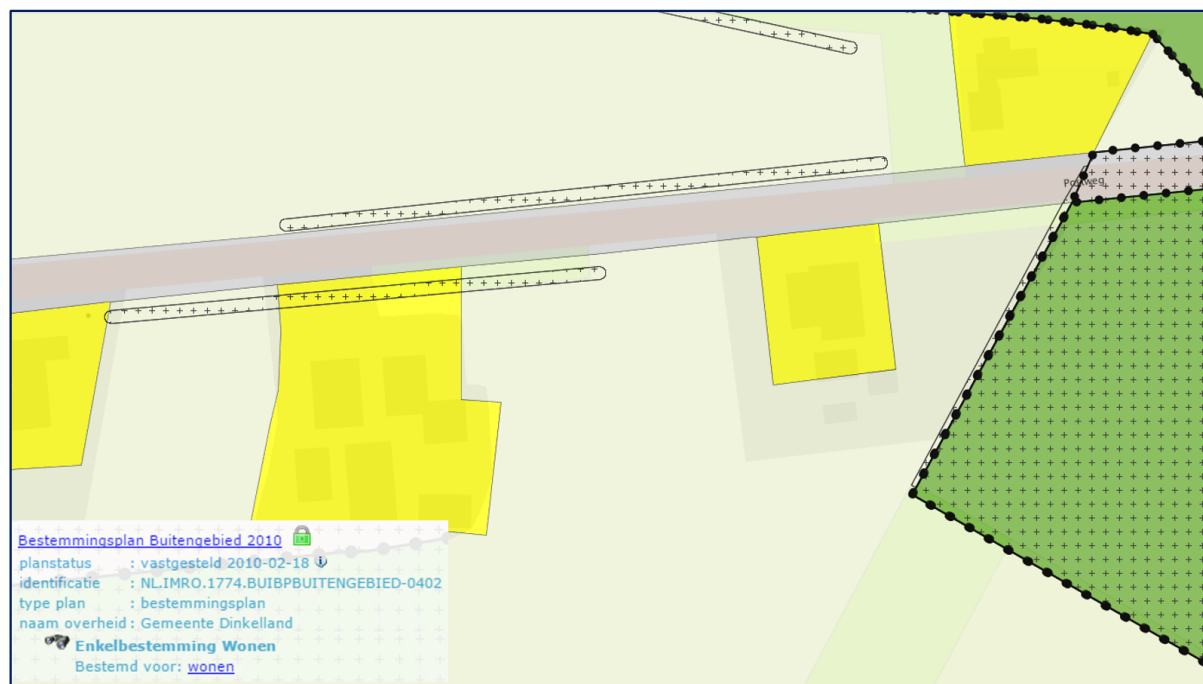 Postweg
Bestemmingsplan Buitengebied 2010
planstatus : vastgesteld 2010-02-18
identificatie : NL.IMRO.1774.BUIBPBUITENGEBIED-0402
type plan : bestemmingsplan
naam overheid : Gemeente Dinkelland
Enkelbestemming Wonen
Bestemd voor: wonen